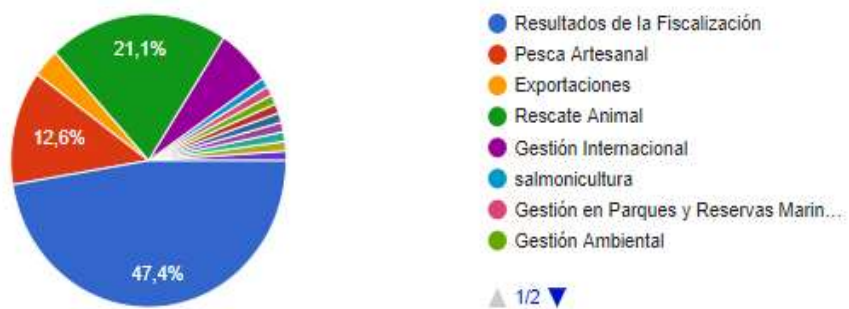 21,1%
12,6%
47,4%
Resultados de la Fiscalización
Pesca Artesanal
Exportaciones
Rescate Animal
Gestión Internacional
salmonicultura
Gestión en Parques y Reservas Marin...
Gestión Ambiental
1/2